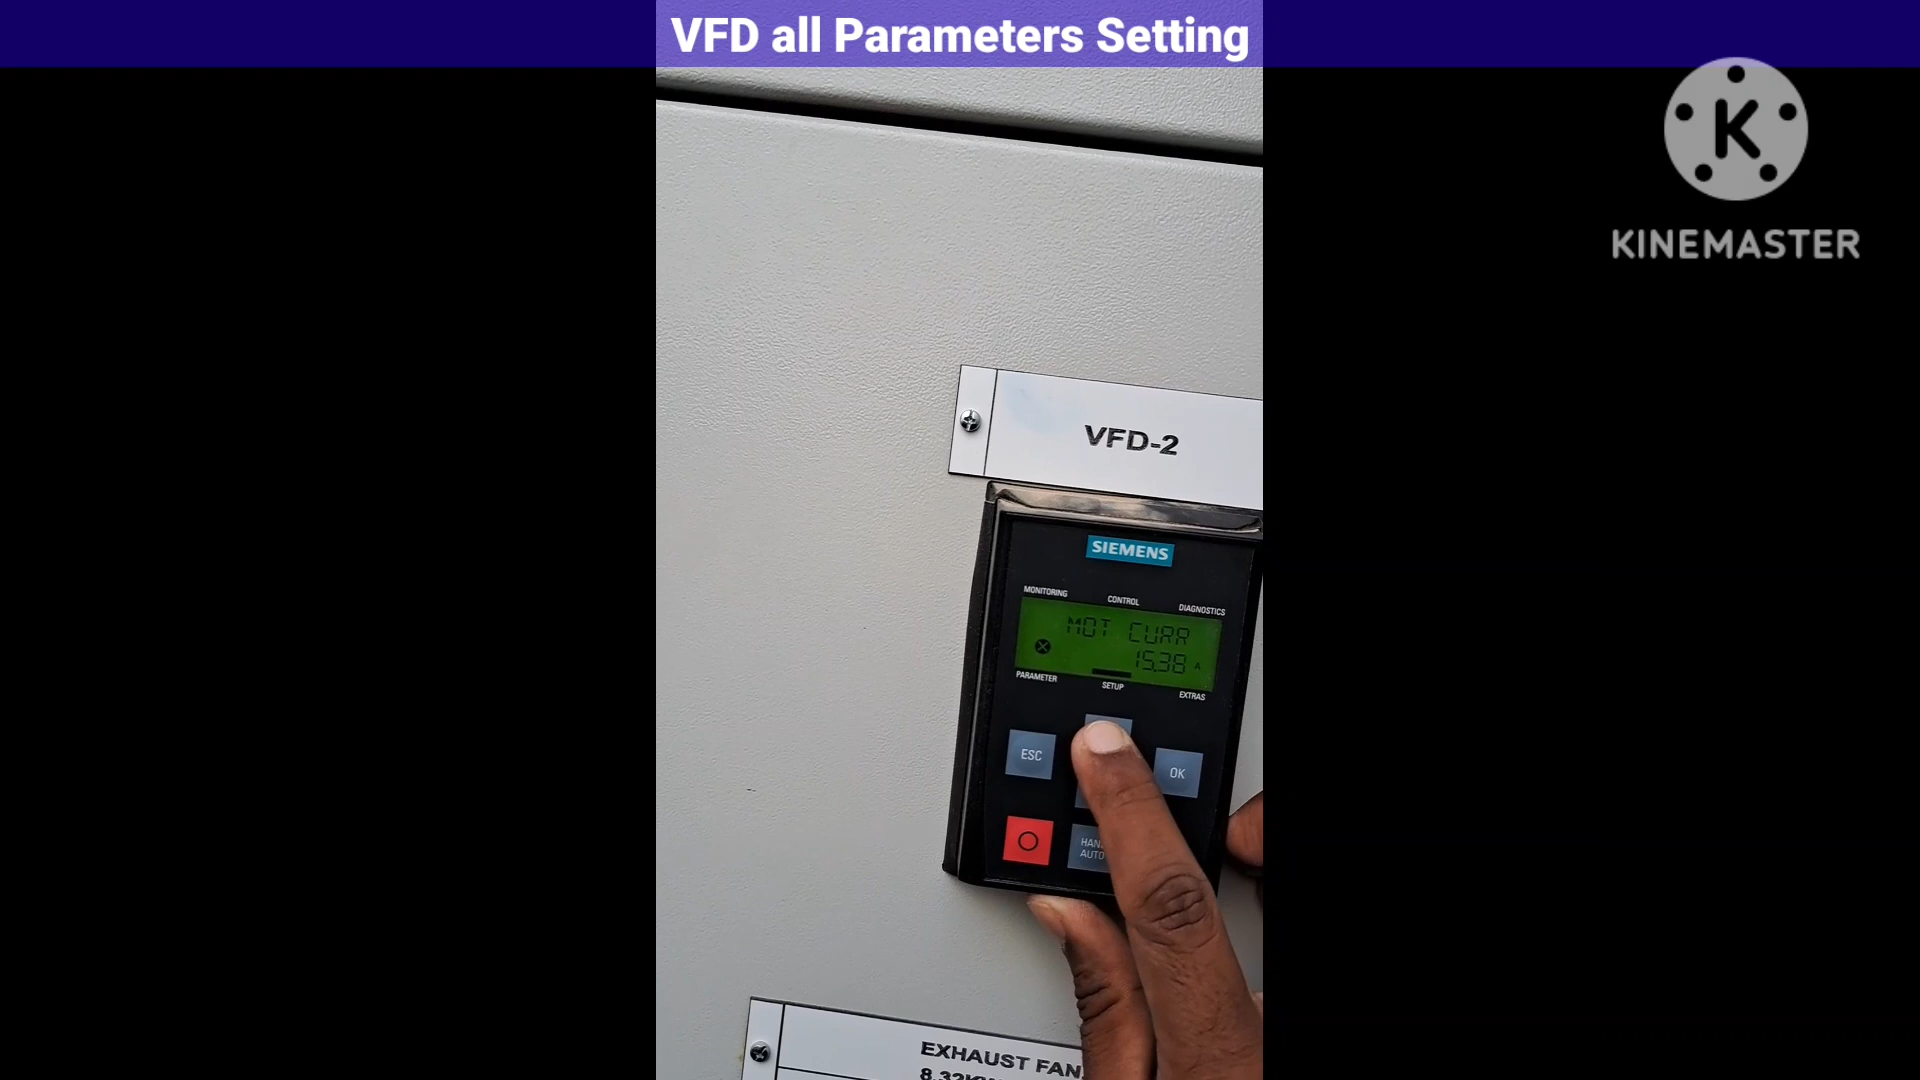 VFD all Parameters Setting
KINEMASTER
VFD-2
SIEMENS
MONITORING CONTROL DIAGNOSTICS
MOT CURR
15.38 A
PARAMETER SETUP EXTRAS
ESC
OK
AUTO
EXHAUST FAN